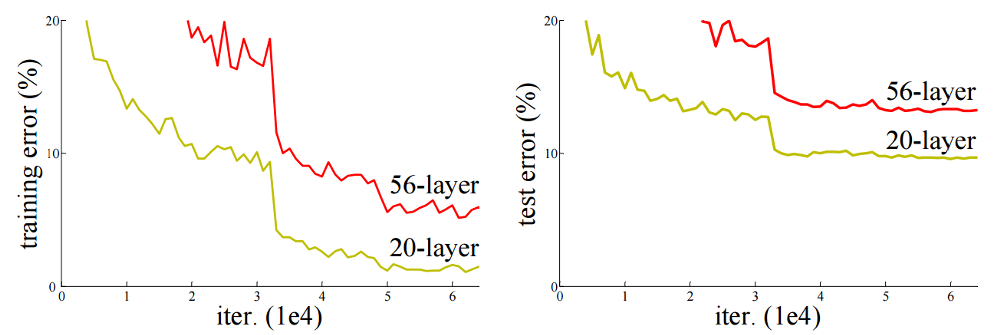 20
10
0
training error (%)
56-layer
20-layer
0 1 2 3 4 5 6
iter. (1e4)
20
10
0
test error (%)
56-layer
20-layer
0 1 2 3 4 5 6
iter. (1e4)